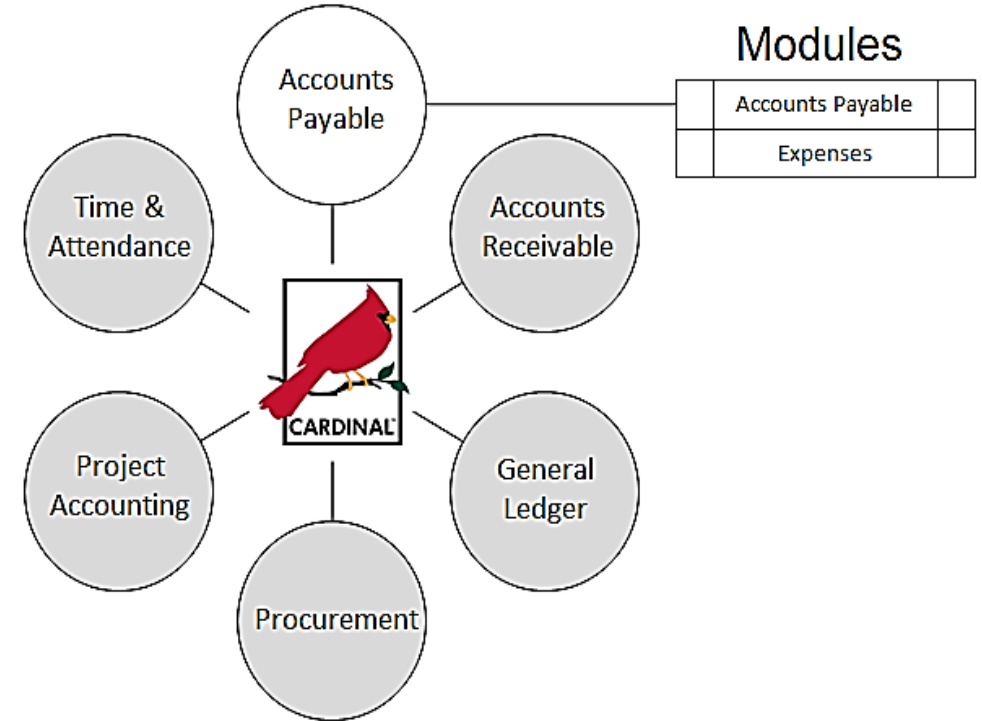 Modules
Accounts Payable
Expenses
Accounts
Payable
Time &
Attendance
Accounts
Receivable
CARDINAL
Project
Accounting
General
Ledger
Procurement